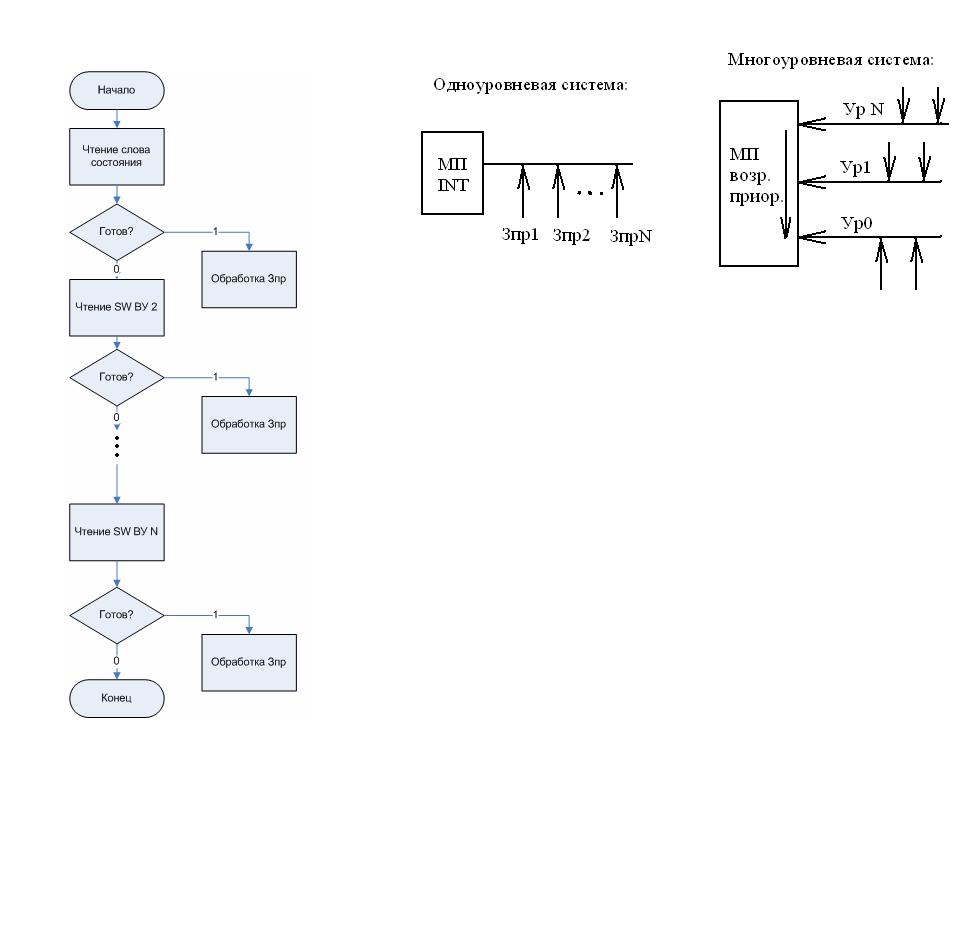 Начало
Чтение слова
состояния
Готов?
1
0
Обработка Зпр
Чтение SW ВУ 2
Готов?
1
0
Обработка Зпр
Чтение SW ВУ N
Готов?
1
0
Обработка Зпр
Конец
Одноуровневая система:
МП
INT
...
Зпр1 Зпр2 ЗпрN
Многоуровневая система:
Ур N
МП
возр.
приор.
Ур1
Ур0